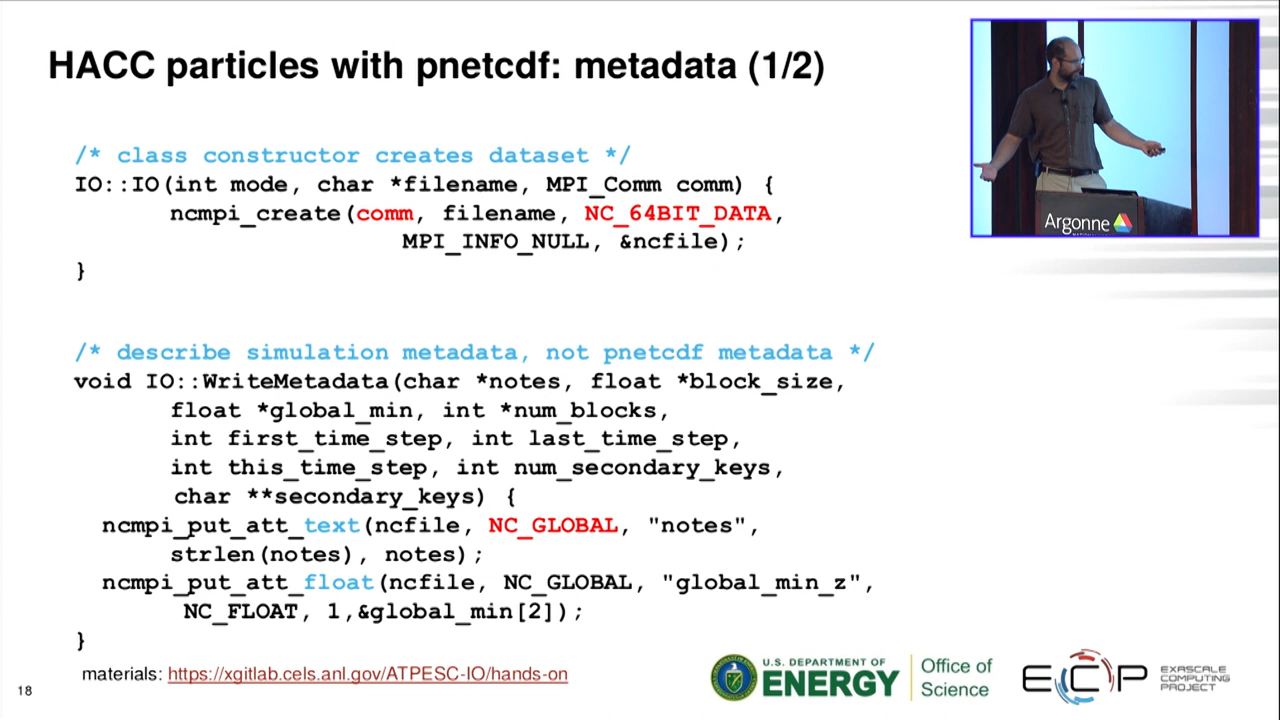 HACC particles with pnetcdf: metadata (1/2)
/* class constructor creates dataset */
IO::IO(int mode, char *filename, MPI_Comm comm) {
ncmpi_create(comm, filename, NC_64BIT_DATA,
MPI_INFO_NULL, &ncfile);
}
/* describe simulation metadata, not pnetcdf metadata */
void IO::WriteMetadata(char *notes, float *block_size,
float *global_min, int *num_blocks,
int first_time_step, int last_time_step,
int this_time_step, int num_secondary_keys,
char **secondary_keys) {
ncmpi_put_att_text(ncfile, NC_GLOBAL, "notes",
strlen(notes), notes);
ncmpi_put_att_float(ncfile, NC_GLOBAL, "global_min_z",
NC_FLOAT, 1,&global_min[2]);
}
materials: https://xgitlab.cels.anl.gov/ATPESC-IO/hands-on
18
U.S. DEPARTMENT OF
ENERGY
Office of
Science
ECP
EXASCALE
COMPUTING
PROJECT
Argonne